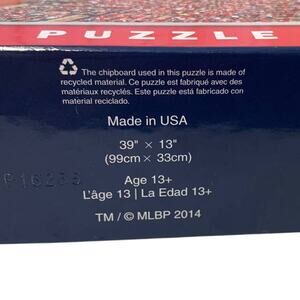 PUZZLE
The chipboard used in this puzzle is made of
recycled material. Ce puzzle est fabriqué avec des
matériaux recyclés. Este puzzle está fabricado con
material reciclado.
Made in USA
39" × 13"
(99cm × 33cm)
Age 13+
L'âge 13 | La Edad 13+
TM / © MLBP 2014